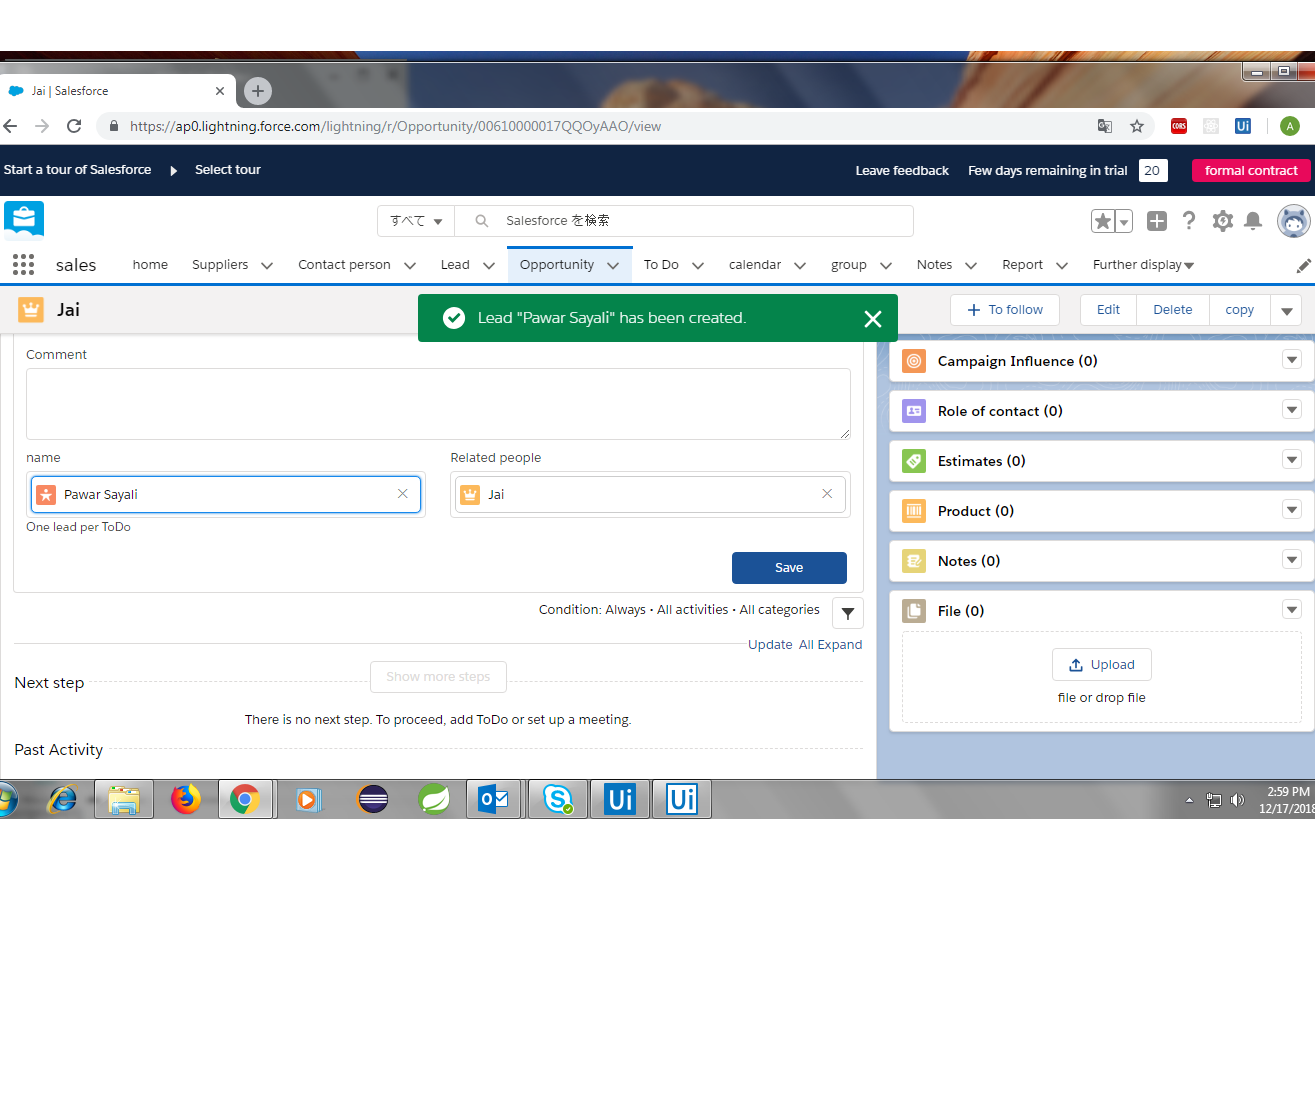 Jai | Salesforce
https://ap0.lightning.force.com/lightning/r/Opportunity/00610000017QQOyAAO/view
CORS
Ui
A
Start a tour of Salesforce
Select tour
Leave feedback
Few days remaining in trial
20
formal contract
すべて
Salesforce を検索
sales
home
Suppliers
Contact person
Lead
Opportunity
To Do
calendar
group
Notes
Report
Further display
Jai
Lead "Pawar Sayali" has been created.
+ To follow
Edit
Delete
copy
Comment
name
Related people
Pawar Sayali
Jai
One lead per ToDo
Save
Condition: Always • All activities • All categories
Update All Expand
Next step
Show more steps
There is no next step. To proceed, add ToDo or set up a meeting.
Past Activity
Campaign Influence (0)
Role of contact (0)
Estimates (0)
Product (0)
Notes (0)
File (0)
Upload
file or drop file
Ui
Ui
2:59 PM
12/17/2018